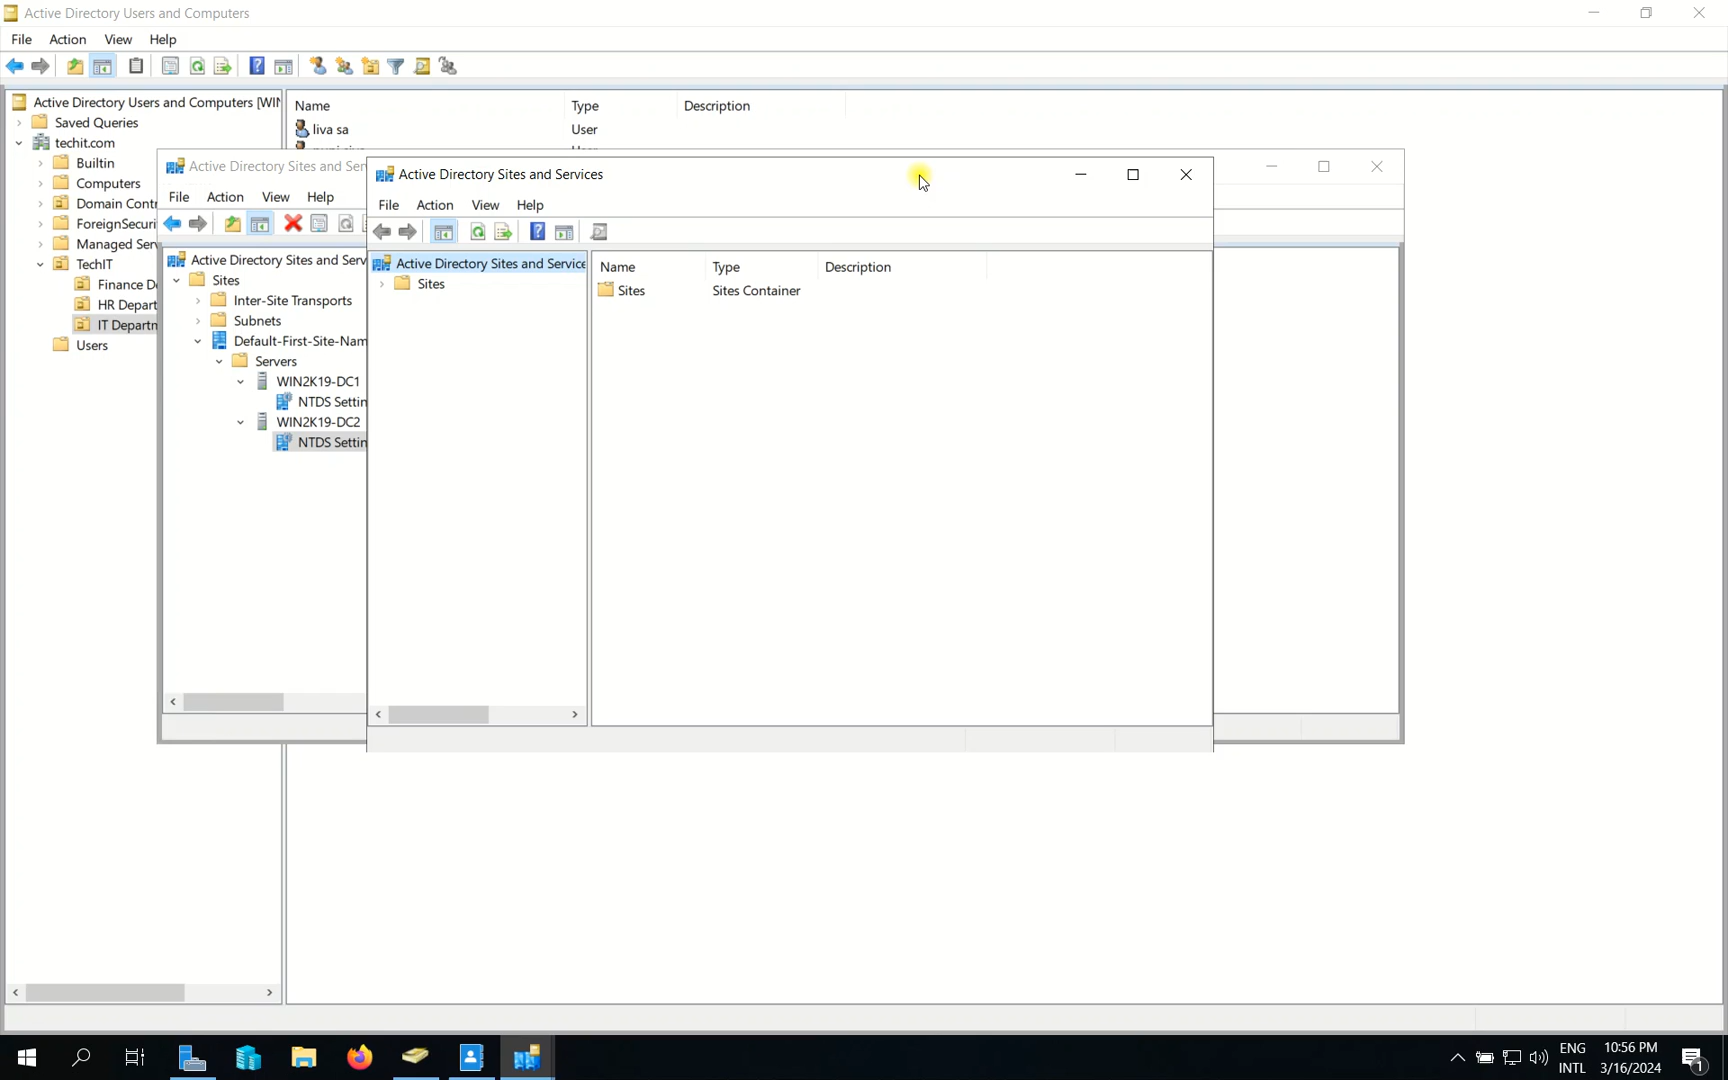 Active Directory Users and Computers
File Action View Help
Active Directory Users and Computers [WIN
Saved Queries
techit.com
Builtin
Computers
Domain Contr
ForeignSecuri
Managed Serv
TechIT
Finance De
HR Depart
IT Departm
Users
Name Type Description
liva sa User
Active Directory Sites and Ser
File Action View Help
Active Directory Sites and Serv
Sites
Inter-Site Transports
Subnets
Default-First-Site-Nam
Servers
WIN2K19-DC1
NTDS Settin
WIN2K19-DC2
NTDS Settin
Active Directory Sites and Services
File Action View Help
Active Directory Sites and Service
Sites
Name Type Description
Sites Sites Container
ENG 10:56 PM
INTL 3/16/2024
1